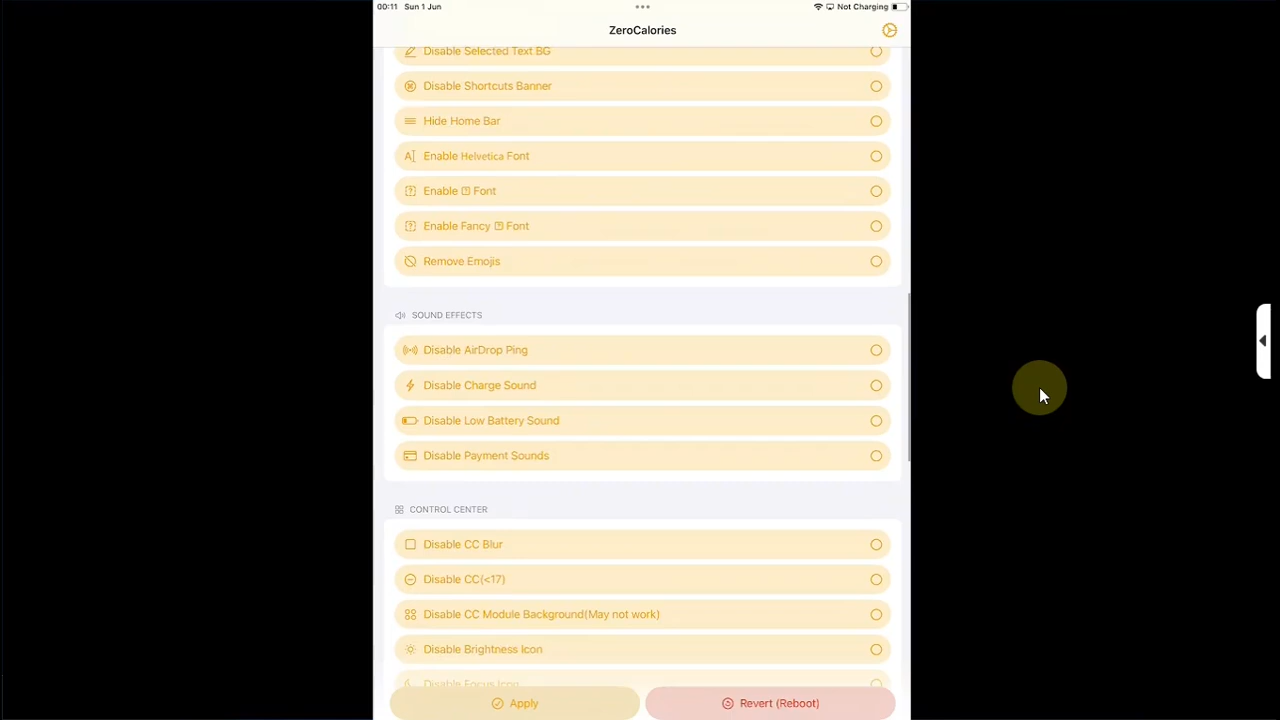 00:11 Sun 1 Jun
Not Charging
ZeroCalories
Disable Selected Text BG
Disable Shortcuts Banner
Hide Home Bar
Enable Helvetica Font
Enable ⍰ Font
Enable Fancy ⍰ Font
Remove Emojis
SOUND EFFECTS
Disable AirDrop Ping
Disable Charge Sound
Disable Low Battery Sound
Disable Payment Sounds
CONTROL CENTER
Disable CC Blur
Disable CC(<17)
Disable CC Module Background(May not work)
Disable Brightness Icon
Disable Focus Icon
Apply
Revert (Reboot)